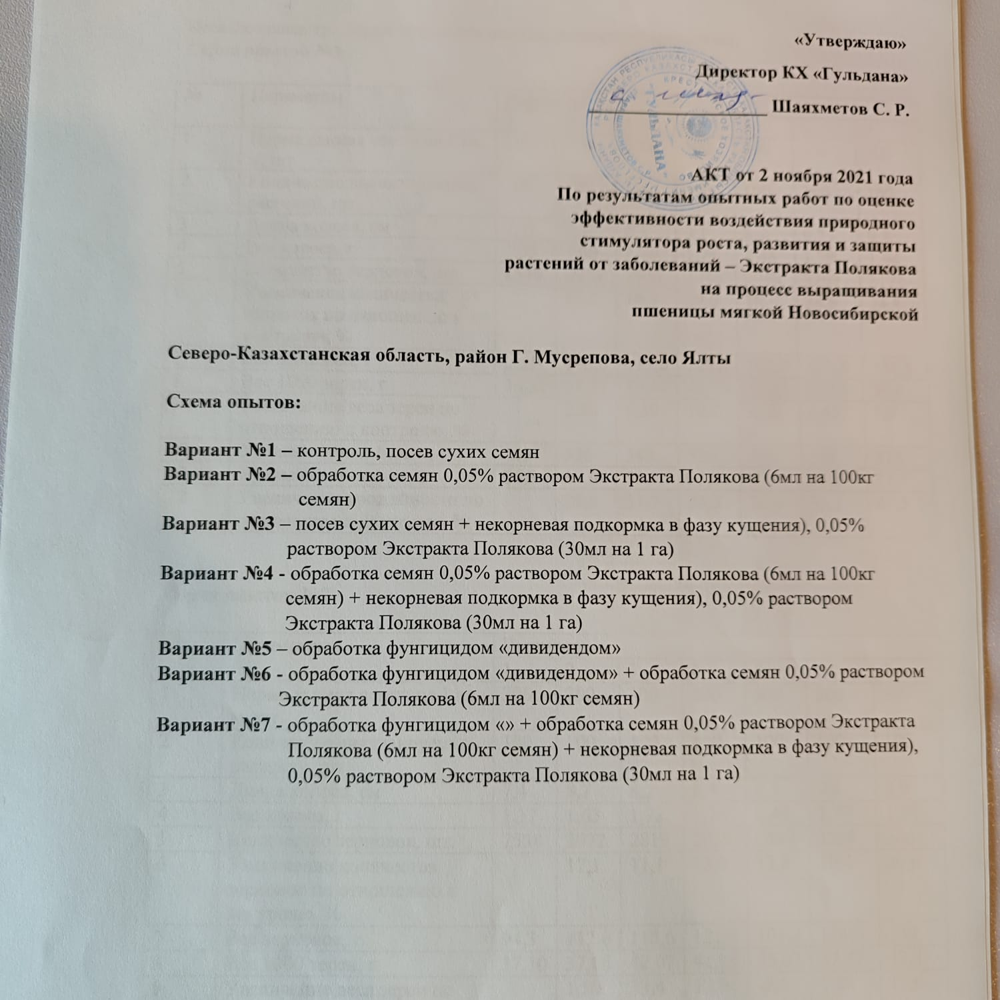 «Утверждаю»
Директор КХ «Гульдана»
Шаяхметов С. Р.
"ГУЛЬДАНА"
АКТ от 2 ноября 2021 года
По результатам опытных работ по оценке
эффективности воздействия природного
стимулятора роста, развития и защиты
растений от заболеваний – Экстракта Полякова
на процесс выращивания
пшеницы мягкой Новосибирской
Северо-Казахстанская область, район Г. Мусрепова, село Ялты
Схема опытов:
Вариант №1 – контроль, посев сухих семян
Вариант №2 – обработка семян 0,05% раствором Экстракта Полякова (6мл на 100кг
семян)
Вариант №3 – посев сухих семян + некорневая подкормка в фазу кущения), 0,05%
раствором Экстракта Полякова (30мл на 1 га)
Вариант №4 - обработка семян 0,05% раствором Экстракта Полякова (6мл на 100кг
семян) + некорневая подкормка в фазу кущения), 0,05% раствором
Экстракта Полякова (30мл на 1 га)
Вариант №5 – обработка фунгицидом «дивидендом»
Вариант №6 - обработка фунгицидом «дивидендом» + обработка семян 0,05% раствором
Экстракта Полякова (6мл на 100кг семян)
Вариант №7 - обработка фунгицидом «» + обработка семян 0,05% раствором Экстракта
Полякова (6мл на 100кг семян) + некорневая подкормка в фазу кущения),
0,05% раствором Экстракта Полякова (30мл на 1 га)